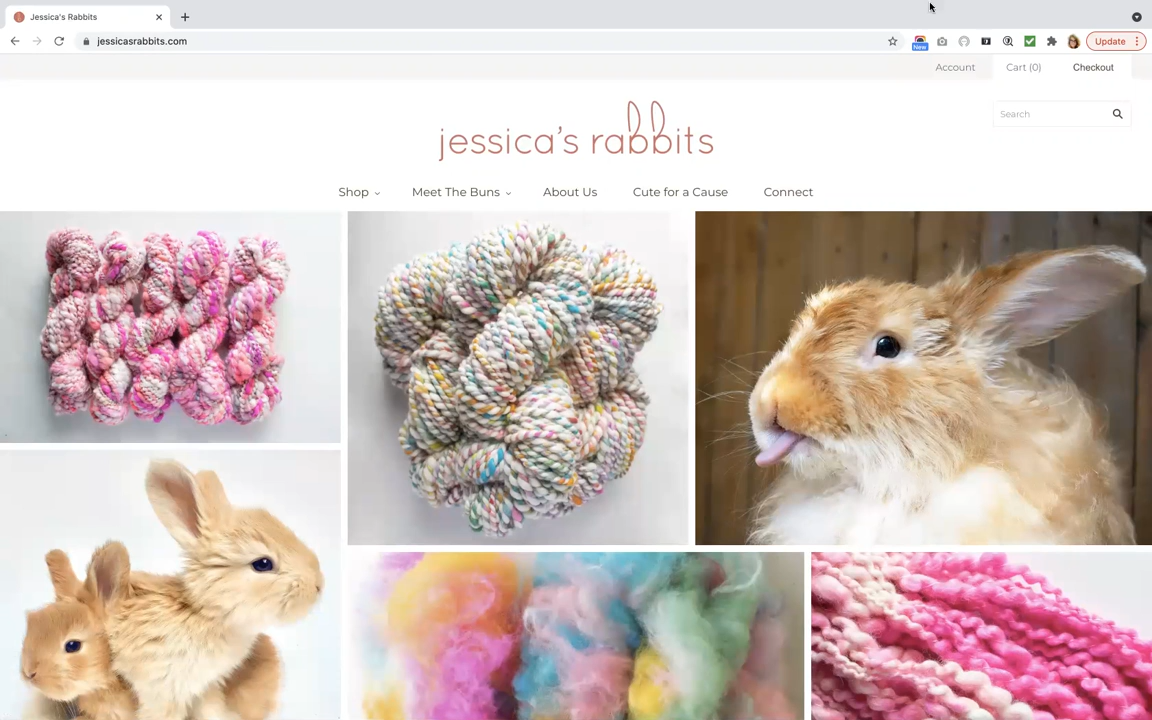 Jessica's Rabbits
jessicasrabbits.com
New
Update
Account
Cart (0)
Checkout
jessica's rabbits
Search
Shop
Meet The Buns
About Us
Cute for a Cause
Connect